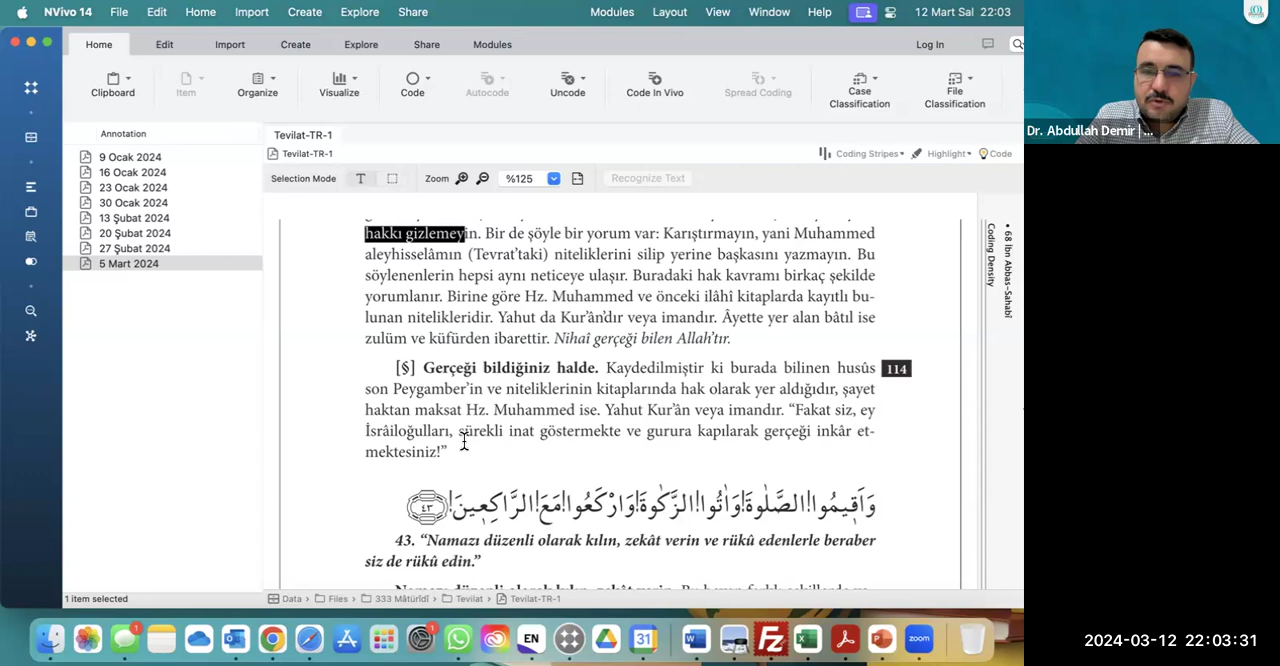 NVivo 14 File Edit Home Import Create Explore Share Modules Layout View Window Help 12 Mart Sal 22:03
Home Edit Import Create Explore Share Modules Log In
Clipboard Item Organize Visualize Code Autocode Uncode Code In Vivo Spread Coding Case Classification File Classification
Annotation
9 Ocak 2024
16 Ocak 2024
23 Ocak 2024
30 Ocak 2024
13 Şubat 2024
20 Şubat 2024
27 Şubat 2024
5 Mart 2024
1 item selected
Tevilat-TR-1
Tevilat-TR-1 Coding Stripes Highlight Code
Selection Mode T Zoom %125 Recognize Text
hakkı gizlemeyin. Bir de şöyle bir yorum var: Karıştırmayın, yani Muhammed
aleyhisselâmın (Tevrat’taki) niteliklerini silip yerine başkasını yazmayın. Bu
söylenenlerin hepsi aynı neticeye ulaşır. Buradaki hak kavramı birkaç şekilde
yorumlanır. Birine göre Hz. Muhammed ve önceki ilâhî kitaplarda kayıtlı bu-
lunan nitelikleridir. Yahut da Kur’ân’dır veya imandır. Âyette yer alan bâtıl ise
zulüm ve küfürden ibarettir. Nihaî gerçeği bilen Allah’tır.
[§] Gerçeği bildiğiniz halde. Kaydedilmiştir ki burada bilinen husûs 114
son Peygamber’in ve niteliklerinin kitaplarında hak olarak yer aldığıdır, şayet
haktan maksat Hz. Muhammed ise. Yahut Kur’ân veya imandır. “Fakat siz, ey
İsrâiloğulları, sürekli inat göstermekte ve gurura kapılarak gerçeği inkâr et-
mektesiniz!”
وَاَق۪يمُوا الصَّلٰوةَ وَاٰتُوا الزَّكٰوةَ وَارْكَعُوا مَعَ الرَّاكِع۪ينَ ٤٣
43. “Namazı düzenli olarak kılın, zekât verin ve rükû edenlerle beraber
siz de rükû edin.”
Coding Density
68 Ibn Abbas-Sahabî
Data Files 333 Mâtürîdî Tevilat Tevilat-TR-1
Dr. Abdullah Demir | ...
EN
zoom
2024-03-12 22:03:31